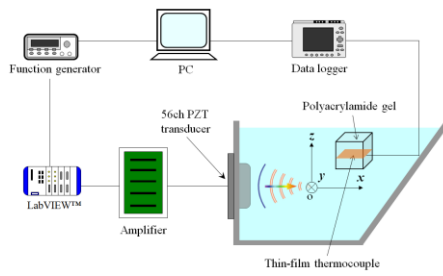 Function generator
PC
Data logger
56ch PZT
transducer
Polyacrylamide gel
z
y
x
o
LabVIEW™
Amplifier
Thin-film thermocouple